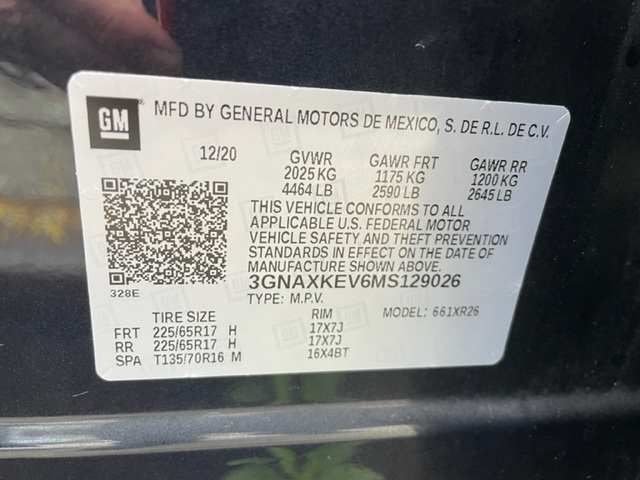 GM
MFD BY GENERAL MOTORS DE MEXICO, S. DE R.L. DE C.V.
12/20 GVWR GAWR FRT GAWR RR
2025 KG 1175 KG 1200 KG
4464 LB 2590 LB 2645 LB
THIS VEHICLE CONFORMS TO ALL
APPLICABLE U.S. FEDERAL MOTOR
VEHICLE SAFETY AND THEFT PREVENTION
STANDARDS IN EFFECT ON THE DATE OF
MANUFACTURE SHOWN ABOVE.
328E 3GNAXKEV6MS129026
TYPE: M.P.V. MODEL: 661XR26
TIRE SIZE RIM
FRT 225/65R17 H 17X7J
RR 225/65R17 H 17X7J
SPA T135/70R16 M 16X4BT